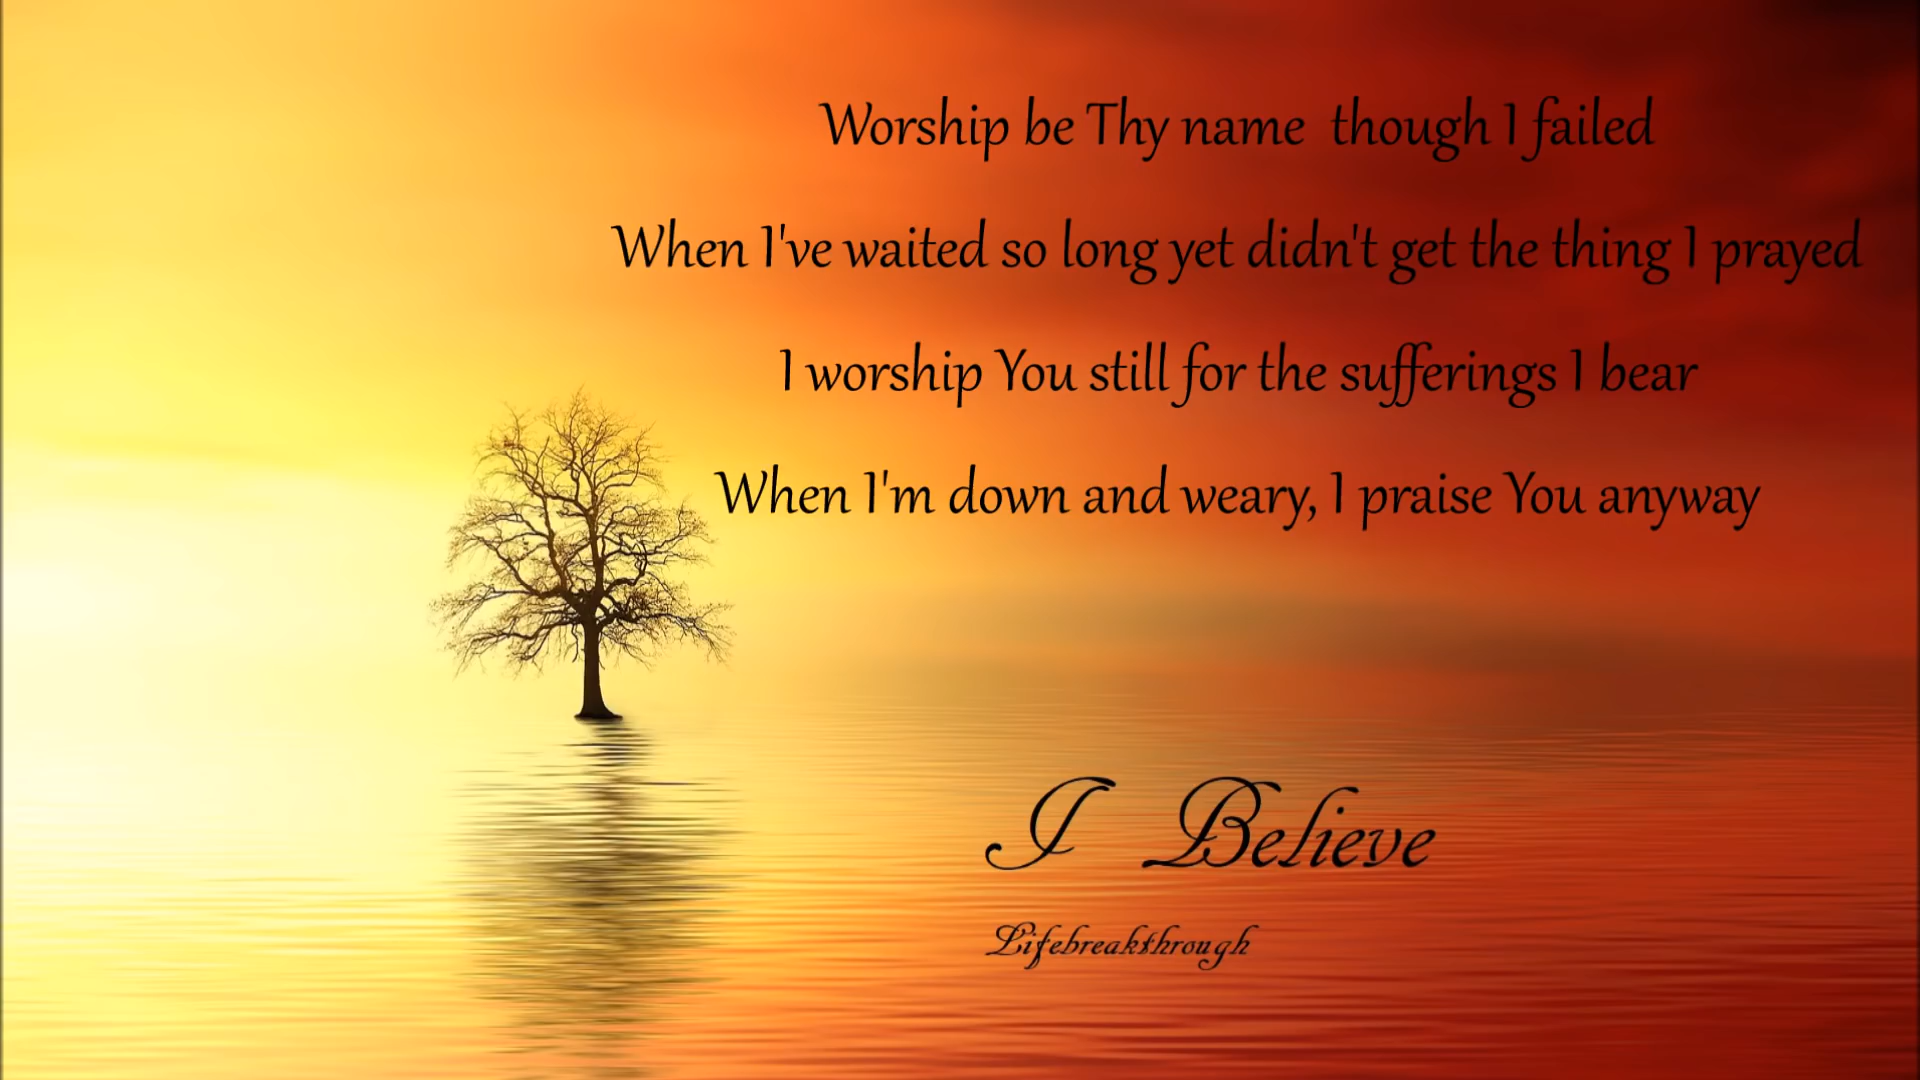 Worship be Thy name  though I failed
When I've waited so long yet didn't get the thing I prayed
I worship You still for the sufferings I bear
When I'm down and weary, I praise You anyway
I Believe
Lifebreakthrough